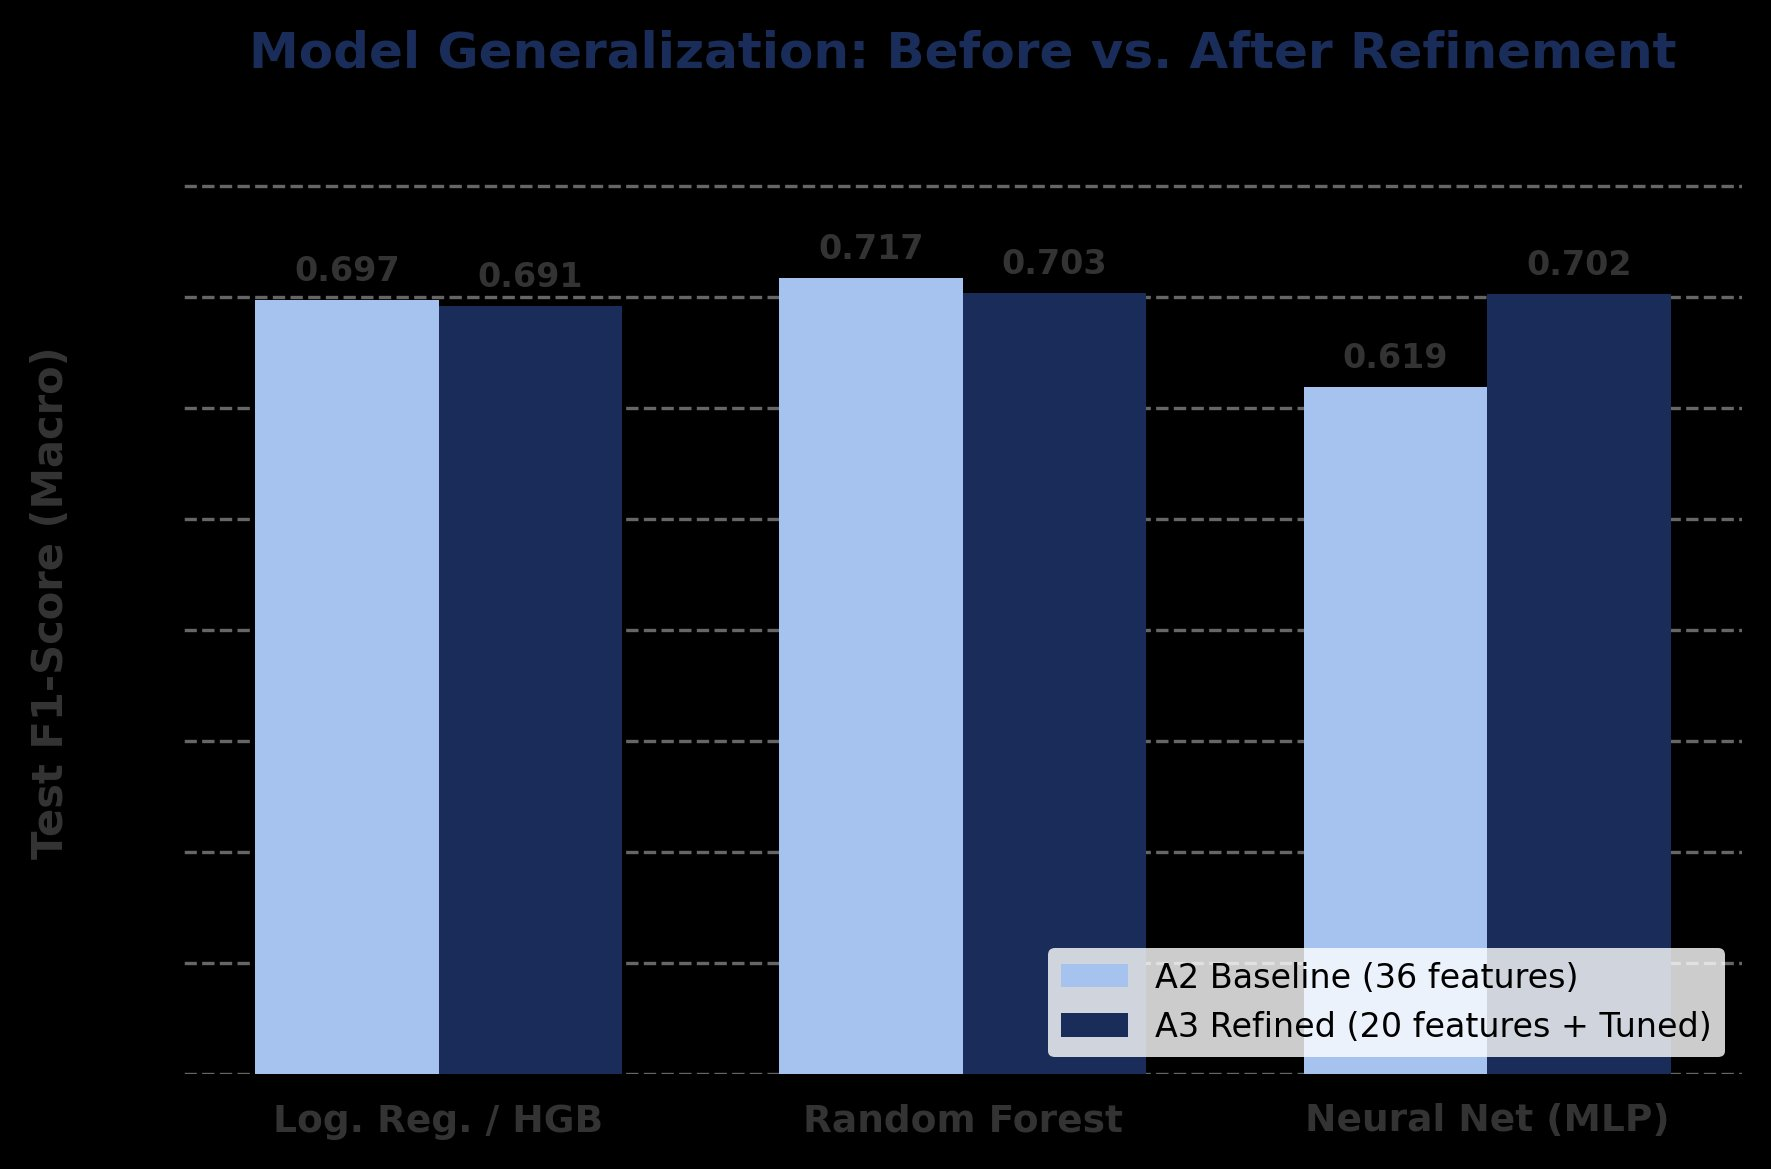 Model Generalization: Before vs. After Refinement
Test F1-Score (Macro)
0.697
0.691
0.717
0.703
0.619
0.702
A2 Baseline (36 features)
A3 Refined (20 features + Tuned)
Log. Reg. / HGB
Random Forest
Neural Net (MLP)